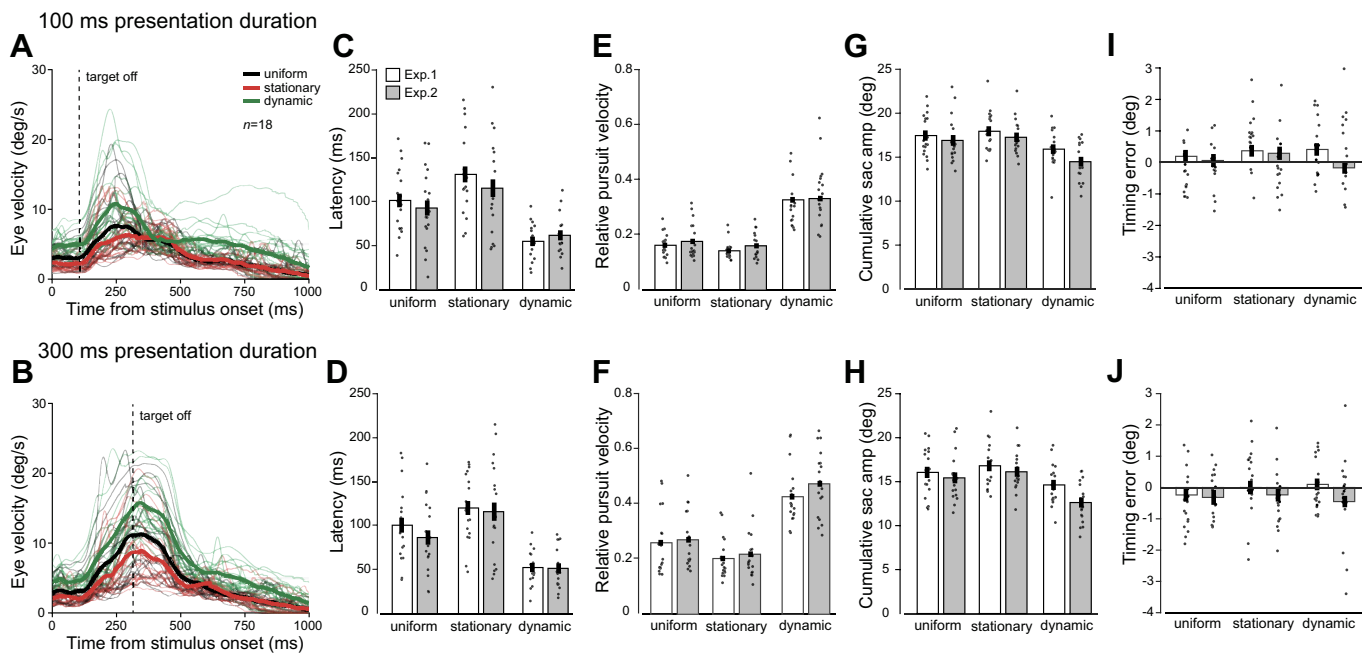 100 ms presentation duration
A
30
20
10
0
Eye velocity (deg/s)
target off
uniform
stationary
dynamic
n=18
0 250 500 750 1000
Time from stimulus onset (ms)
C
250
200
150
100
50
0
Latency (ms)
Exp.1
Exp.2
uniform stationary dynamic
E
0.8
0.6
0.4
0.2
0
Relative pursuit velocity
uniform stationary dynamic
G
25
20
15
10
5
0
Cumulative sac amp (deg)
uniform stationary dynamic
I
3
2
1
0
-1
-2
-3
-4
Timing error (deg)
uniform stationary dynamic
300 ms presentation duration
B
30
20
10
0
Eye velocity (deg/s)
target off
0 250 500 750 1000
Time from stimulus onset (ms)
D
250
200
150
100
50
0
Latency (ms)
uniform stationary dynamic
F
0.8
0.6
0.4
0.2
0
Relative pursuit velocity
uniform stationary dynamic
H
25
20
15
10
5
0
Cumulative sac amp (deg)
uniform stationary dynamic
J
3
2
1
0
-1
-2
-3
-4
Timing error (deg)
uniform stationary dynamic